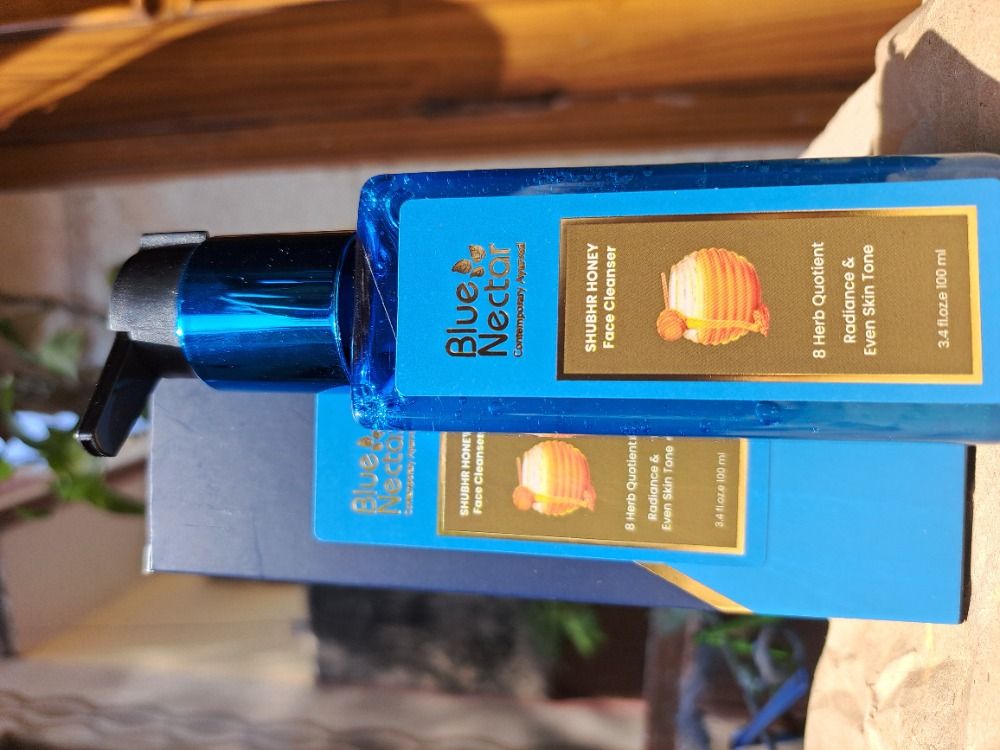 Blue
Nectar
Contemporary Ayurved
SHUBHR HONEY
Face Cleanser
8 Herb Quotient
Radiance &
Even Skin Tone
3.4 fl.oz.e 100 ml
Blue
Nectar
Contemporary Ayurved
SHUBHR HONEY
Face Cleanser
8 Herb Quotient
Radiance &
Even Skin Tone
3.4 fl.oz.e 100 ml